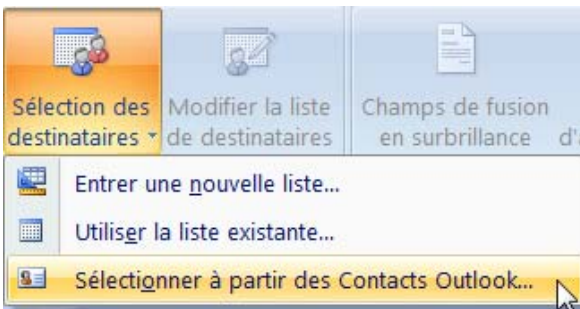 Sélection des
destinataires
Modifier la liste
de destinataires
Champs de fusion
en surbrillance
d'
Entrer une nouvelle liste...
Utiliser la liste existante...
Sélectionner à partir des Contacts Outlook...